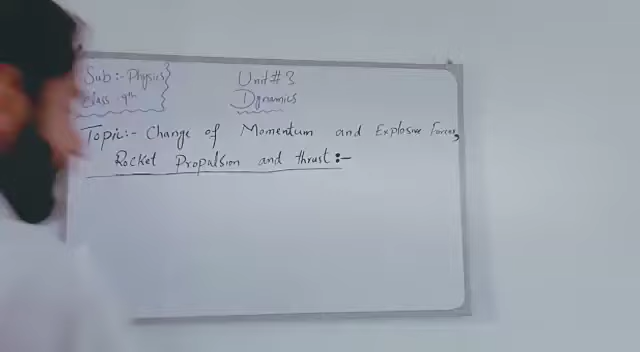 Sub:- Physics
Unit # 3
Class - 9th
Dynamics
Topic:- Change of Momentum and Explosive Forces,
Rocket Propulsion and thrust:-